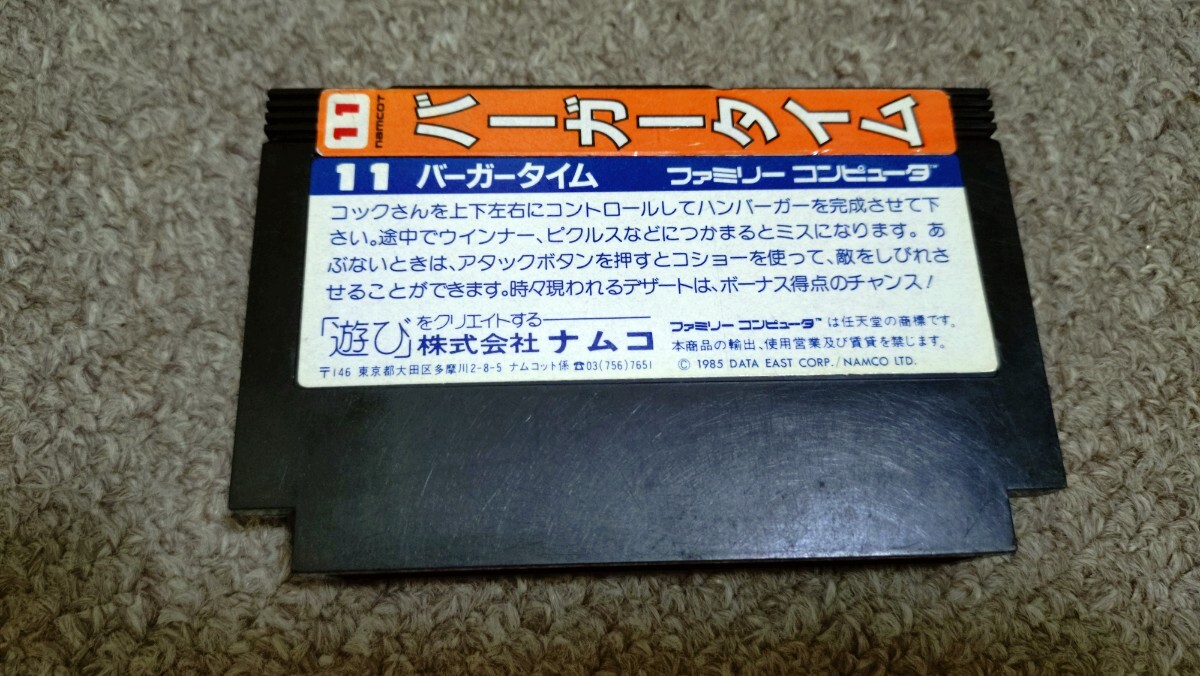 11 namcot バーガータイム
11 バーガータイム ファミリー コンピュータ™
コックさんを上下左右にコントロールしてハンバーガーを完成させて下
さい。途中でウインナー、ピクルスなどにつかまるとミスになります。あ
ぶないときは、アタックボタンを押すとコショーを使って、敵をしびれさ
せることができます。時々現われるデザートは、ボーナス得点のチャンス!
「遊び」をクリエイトする
株式会社 ナムコ
〒146 東京都大田区多摩川2-8-5 ナムコット係 ☎03(756)7651
ファミリー コンピュータ™ は任天堂の商標です。
本商品の輸出、使用営業及び賃貸を禁じます。
© 1985 DATA EAST CORP./NAMCO LTD.